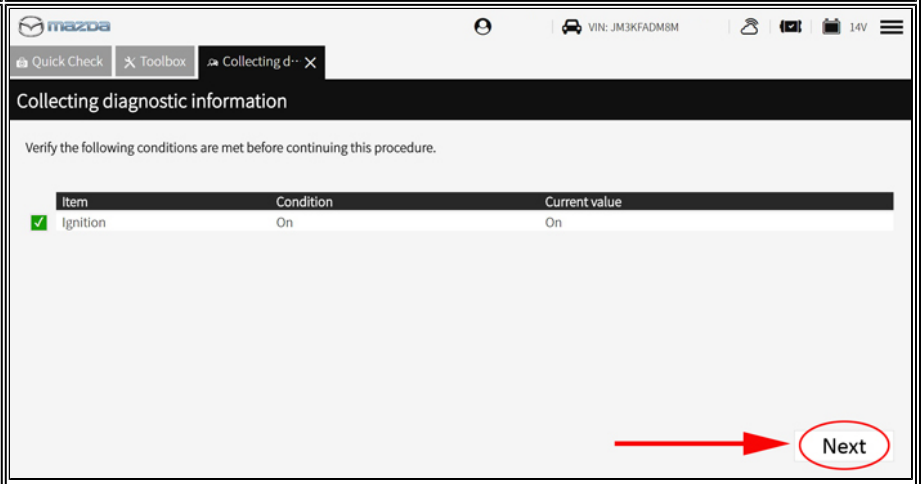 mazda
VIN: JM3KFADM8M
14V
Quick Check
Toolbox
Collecting d··
Collecting diagnostic information
Verify the following conditions are met before continuing this procedure.
Item Condition Current value
Ignition On On
Next